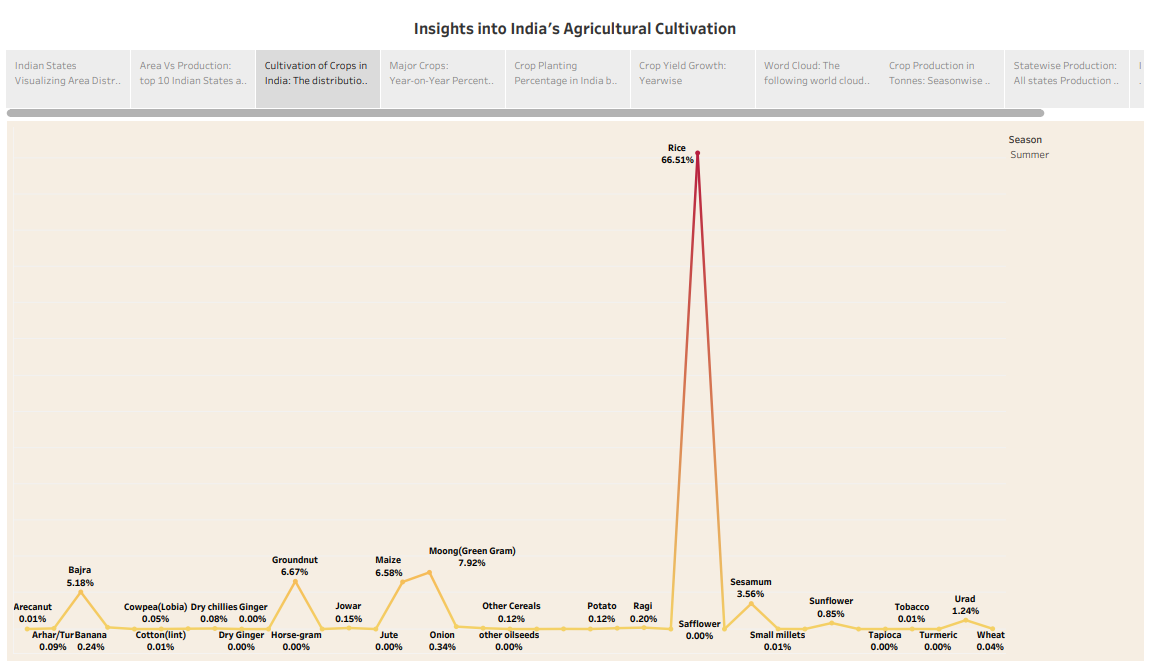 Insights into India's Agricultural Cultivation
Indian States
Visualizing Area Distr..
Area Vs Production:
top 10 Indian States a..
Cultivation of Crops in
India: The distributio..
Major Crops:
Year-on-Year Percent..
Crop Planting
Percentage in India b..
Crop Yield Growth:
Yearwise
Word Cloud: The
following world cloud..
Crop Production in
Tonnes: Seasonwise ..
Statewise Production:
All states Production ..
Season
Summer
Rice
66.51%
Arecanut
0.01%
Arhar/Tur
0.09%
Bajra
5.18%
Banana
0.24%
Cowpea(Lobia)
0.05%
Cotton(lint)
0.01%
Dry chillies
0.08%
Dry Ginger
0.00%
Ginger
0.00%
Groundnut
6.67%
Horse-gram
0.00%
Jowar
0.15%
Jute
0.00%
Maize
6.58%
Moong(Green Gram)
7.92%
Onion
0.34%
Other Cereals
0.12%
other oilseeds
0.00%
Potato
0.12%
Ragi
0.20%
Safflower
0.00%
Sesamum
3.56%
Small millets
0.01%
Sunflower
0.85%
Tapioca
0.00%
Tobacco
0.01%
Turmeric
0.00%
Urad
1.24%
Wheat
0.04%